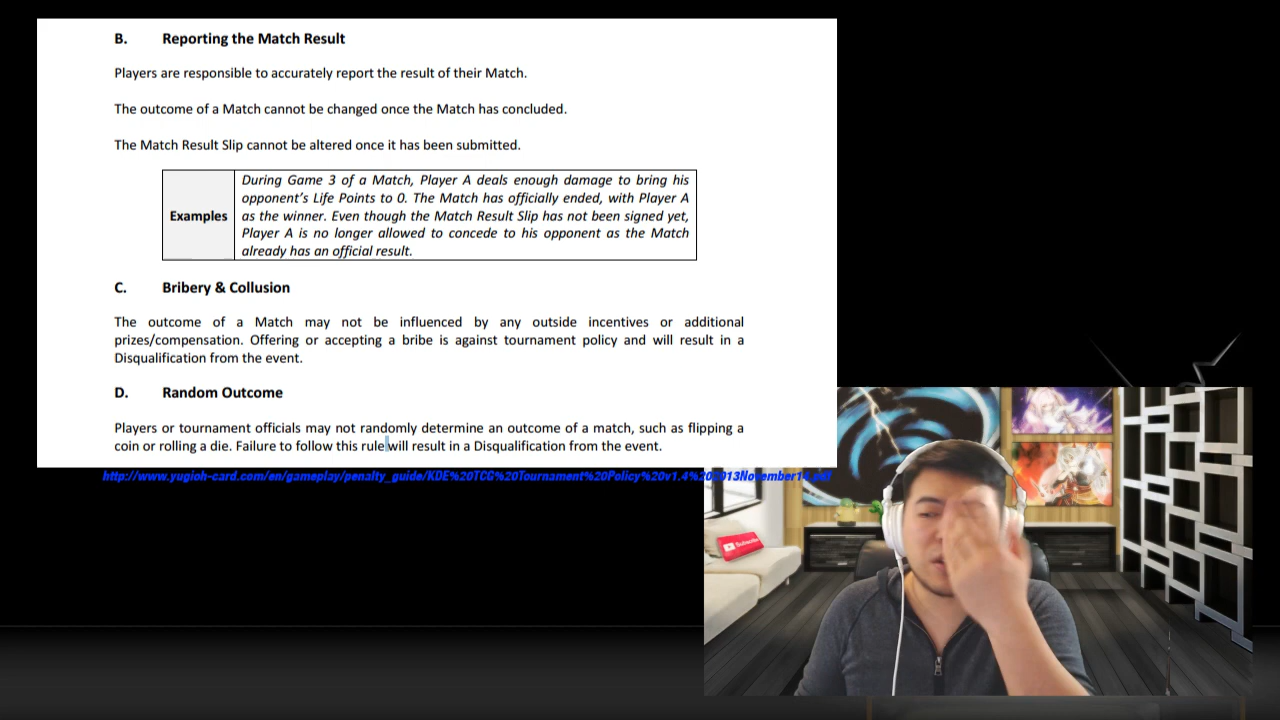 B. Reporting the Match Result
Players are responsible to accurately report the result of their Match.
The outcome of a Match cannot be changed once the Match has concluded.
The Match Result Slip cannot be altered once it has been submitted.
Examples
During Game 3 of a Match, Player A deals enough damage to bring his
opponent's Life Points to 0. The Match has officially ended, with Player A
as the winner. Even though the Match Result Slip has not been signed yet,
Player A is no longer allowed to concede to his opponent as the Match
already has an official result.
C. Bribery & Collusion
The outcome of a Match may not be influenced by any outside incentives or additional
prizes/compensation. Offering or accepting a bribe is against tournament policy and will result in a
Disqualification from the event.
D. Random Outcome
Players or tournament officials may not randomly determine an outcome of a match, such as flipping a
coin or rolling a die. Failure to follow this rule will result in a Disqualification from the event.
http://www.yugioh-card.com/en/gameplay/penalty_guide/KDE%20TCG%20Tournament%20Policy%20v1.4%202013November14.pdf